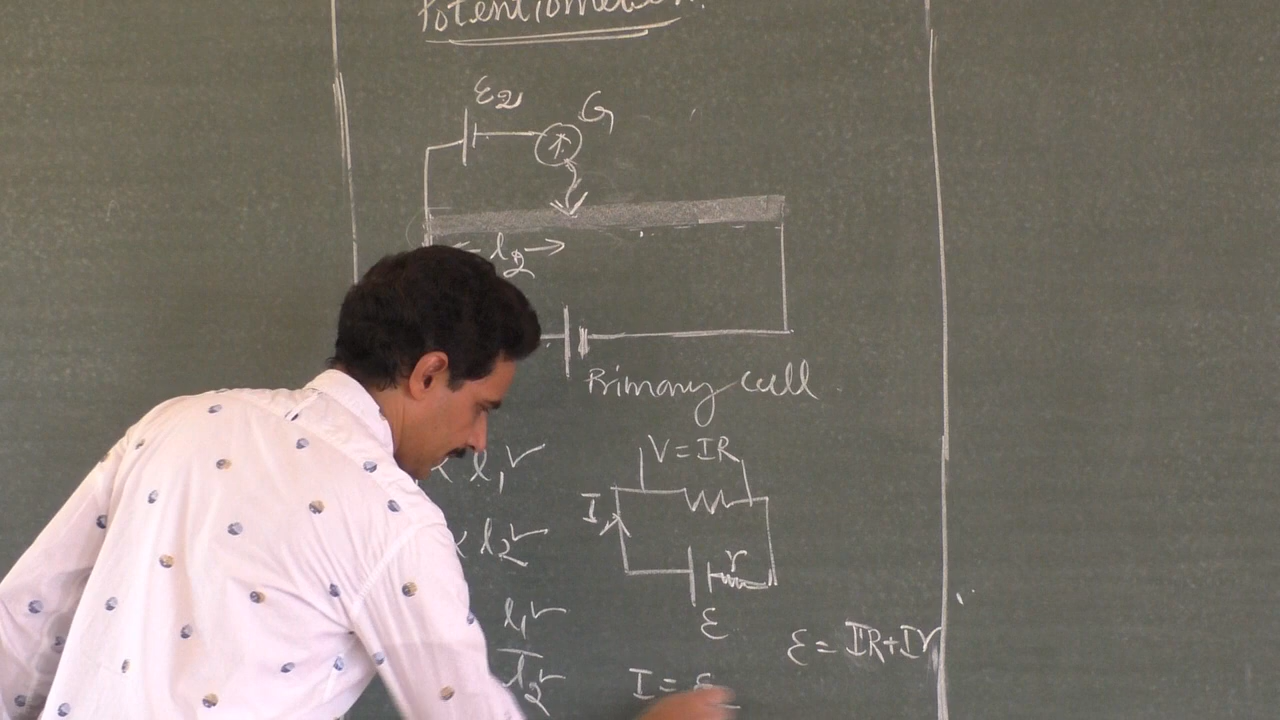 Potentiometer.
ε2
G
l2
Primary cell
V = IR
∝ l1
I
∝ l2
r
ε
l1
l2
ε = IR + Ir
I = ε